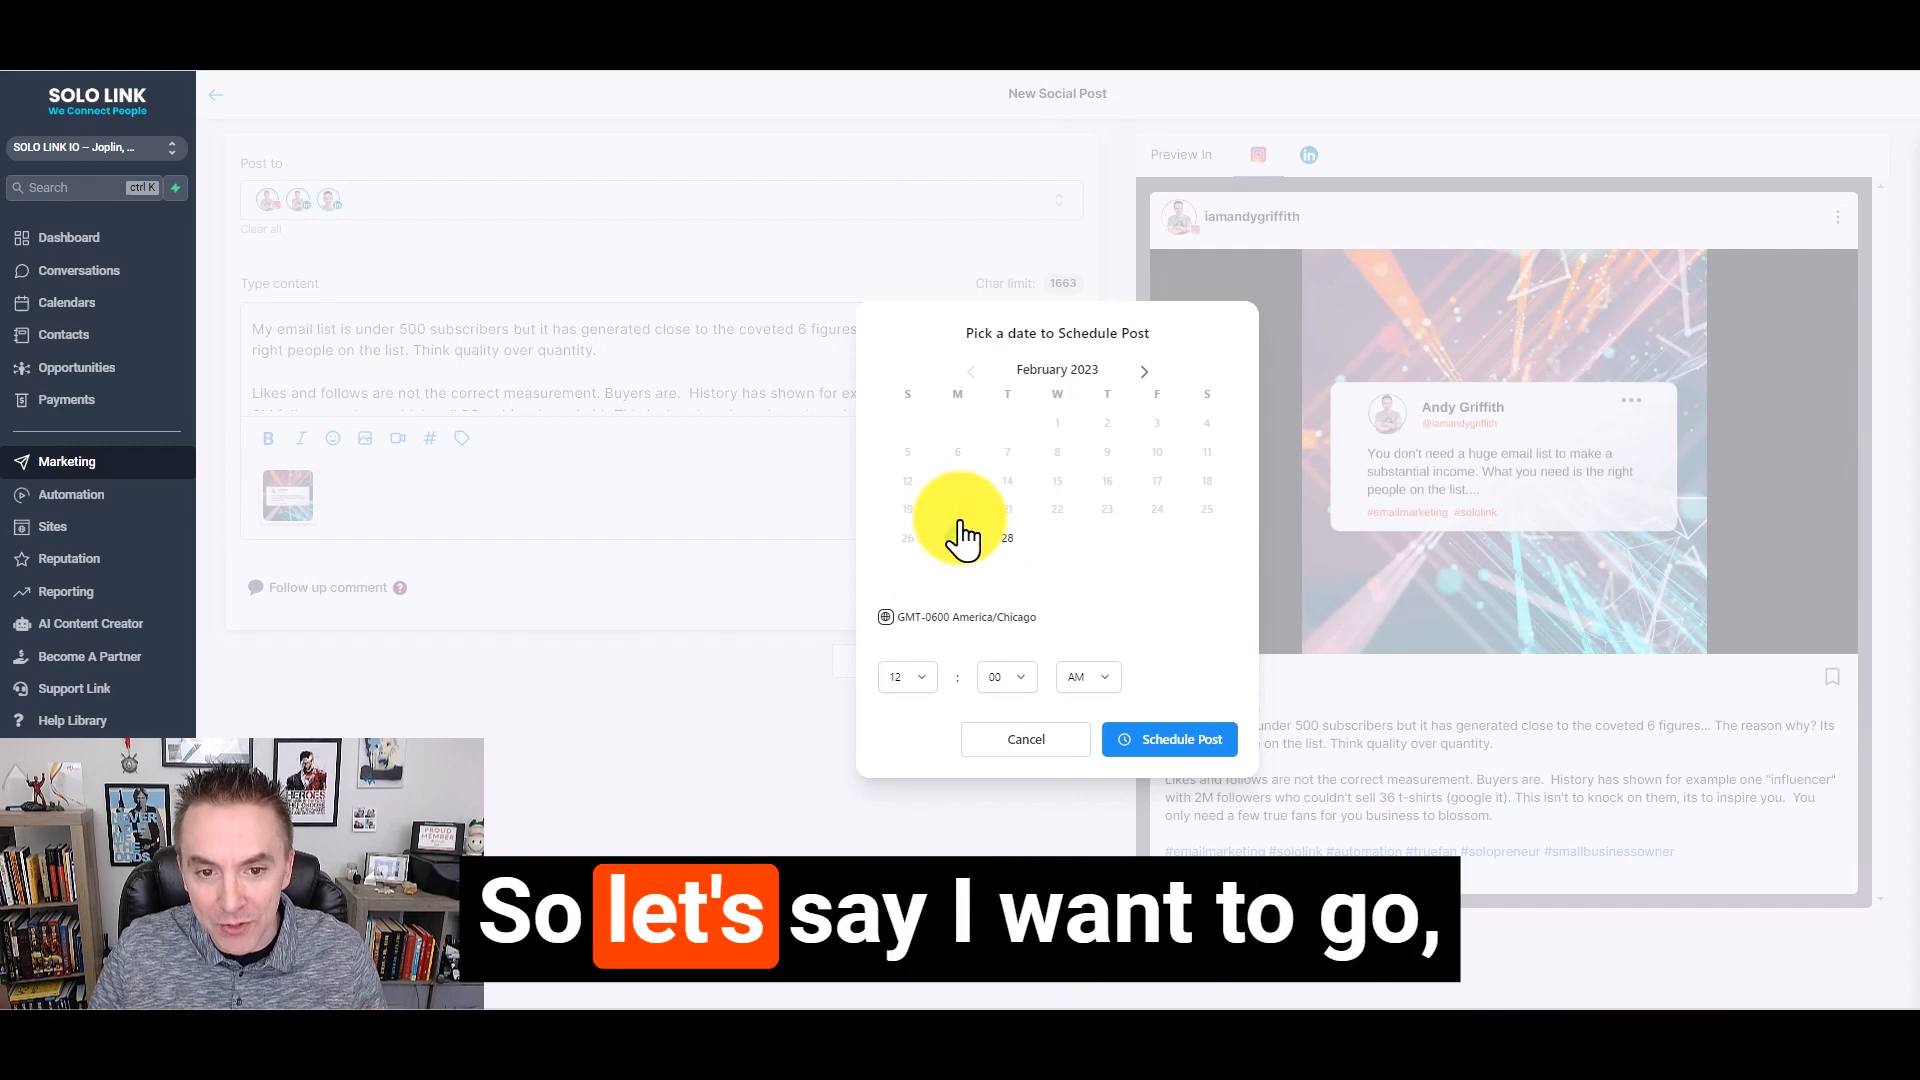 SOLO LINK
We Connect People
SOLO LINK IO -- Joplin, ...
Search
ctrl K
Dashboard
Conversations
Calendars
Contacts
Opportunities
Payments
Marketing
Automation
Sites
Reputation
Reporting
AI Content Creator
Become A Partner
Support Link
? Help Library
New Social Post
Post to
Clear all
Type content
Char limit: 1663
My email list is under 500 subscribers but it has generated close to the coveted 6 figures
right people on the list. Think quality over quantity.
Likes and follows are not the correct measurement. Buyers are.  History has shown for ex
B I #
Follow up comment ?
Pick a date to Schedule Post
February 2023
S M T W T F S
1 2 3 4
5 6 7 8 9 10 11
12 14 15 16 17 18
19 21 22 23 24 25
26 28
GMT-0600 America/Chicago
12 : 00 AM
Cancel
Schedule Post
Preview In
in
iamandygriffith
Andy Griffith
@iamandygriffith
You don't need a huge email list to make a
substantial income. What you need is the right
people on the list....
#emailmarketing #sololink
under 500 subscribers but it has generated close to the coveted 6 figures... The reason why? Its
on the list. Think quality over quantity.
Likes and follows are not the correct measurement. Buyers are.  History has shown for example one "influencer"
with 2M followers who couldn't sell 36 t-shirts (google it). This isn't to knock on them, its to inspire you.  You
only need a few true fans for you business to blossom.
#emailmarketing #sololink #automation #truefan #solopreneur #smallbusinessowner
NEVER
TELL ME
THE ODDS
HEROES
PROUD
MEMBER
So let's say I want to go,